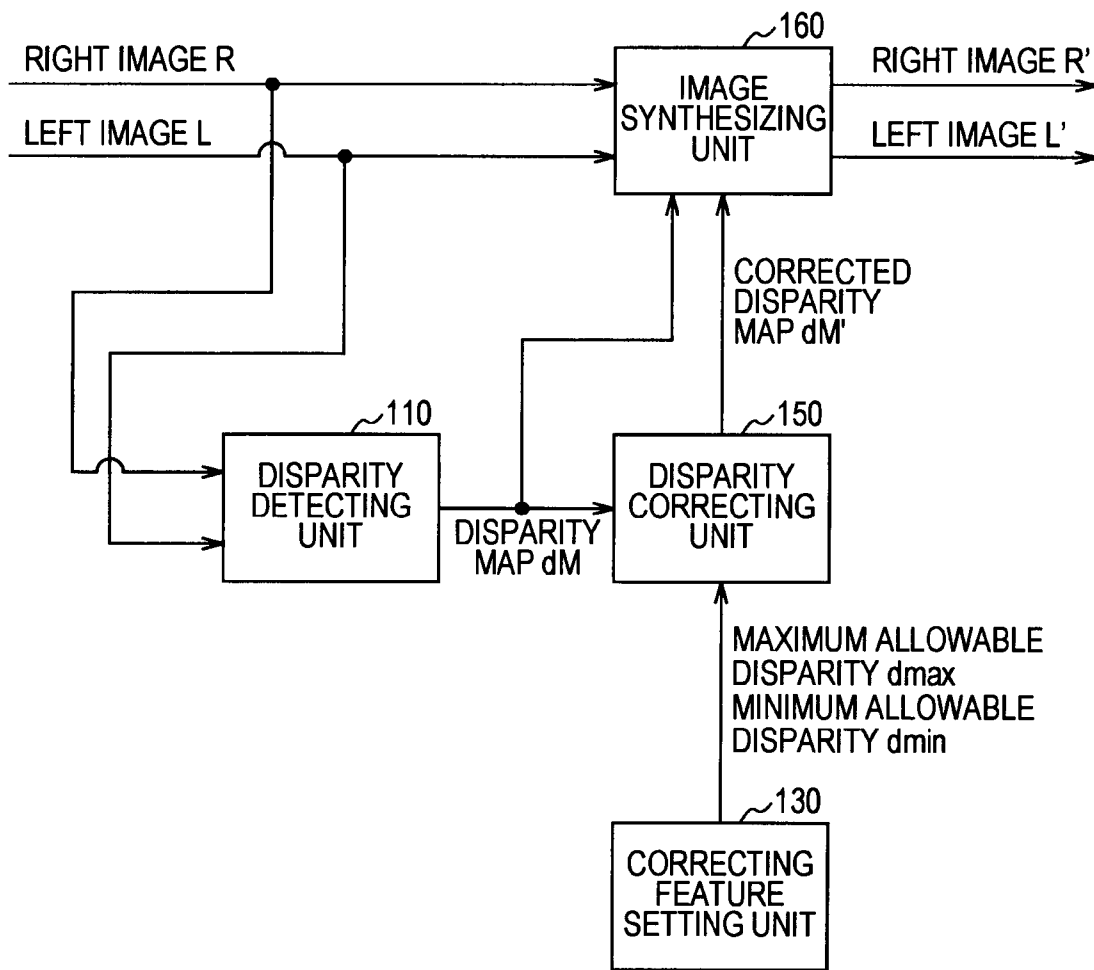 160
RIGHT IMAGE R
IMAGE
SYNTHESIZING
UNIT
RIGHT IMAGE R'
LEFT IMAGE L
LEFT IMAGE L'
CORRECTED
DISPARITY
MAP dM'
110
150
DISPARITY
DETECTING
UNIT
DISPARITY
MAP dM
DISPARITY
CORRECTING
UNIT
MAXIMUM ALLOWABLE
DISPARITY dmax
MINIMUM ALLOWABLE
DISPARITY dmin
130
CORRECTING
FEATURE
SETTING UNIT